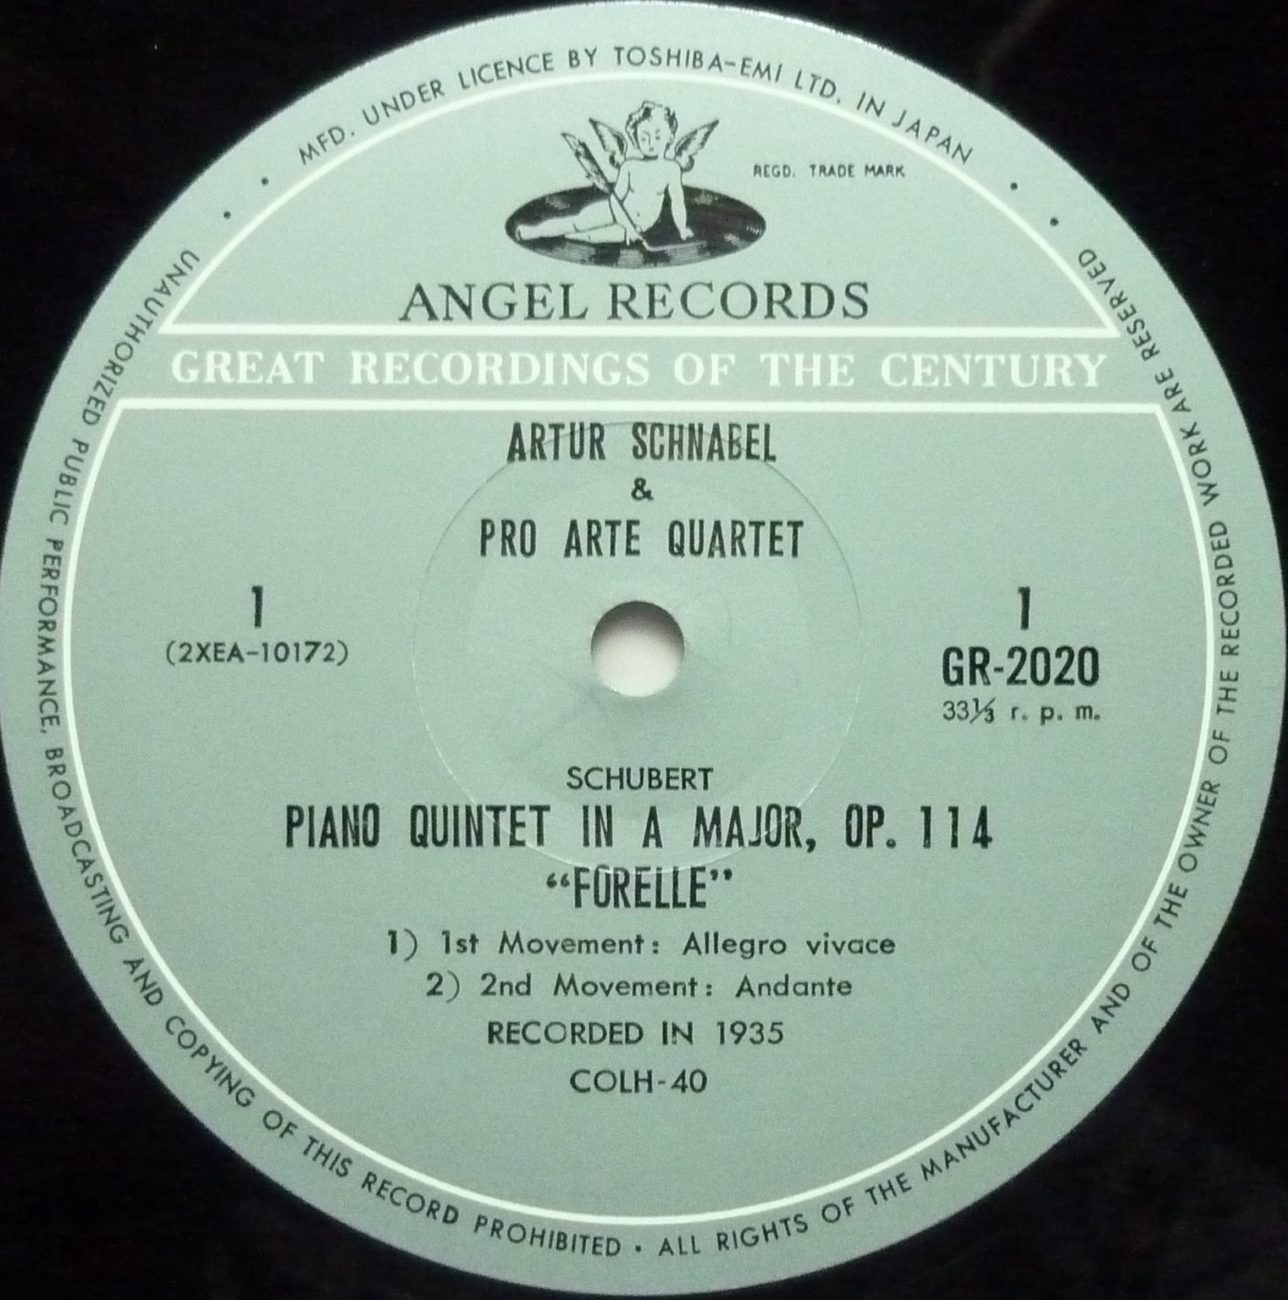 MFD. UNDER LICENCE BY TOSHIBA-EMI LTD. IN JAPAN
REGD. TRADE MARK
ANGEL RECORDS
GREAT RECORDINGS OF THE CENTURY
ARTUR SCHNABEL
&
PRO ARTE QUARTET
1
(2XEA-10172)
1
GR-2020
33⅓ r. p. m.
SCHUBERT
PIANO QUINTET IN A MAJOR, OP. 114
“FORELLE”
1) 1st Movement: Allegro vivace
2) 2nd Movement: Andante
RECORDED IN 1935
COLH-40
UNAUTHORIZED PUBLIC PERFORMANCE, BROADCASTING AND COPYING OF THIS RECORD PROHIBITED • ALL RIGHTS OF THE MANUFACTURER AND OF THE OWNER OF THE RECORDED WORK ARE RESERVED